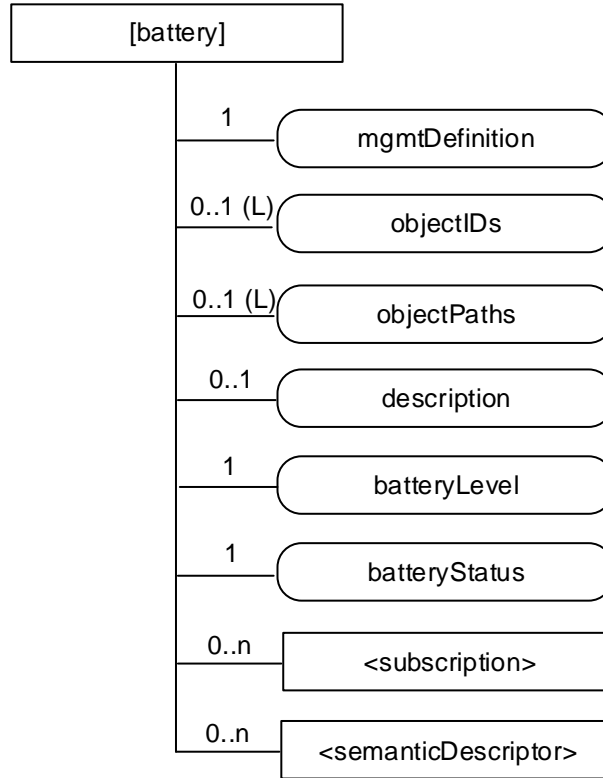 [battery]
1
mgmtDefinition
0..1 (L)
objectIDs
0..1 (L)
objectPaths
0..1
description
1
batteryLevel
1
batteryStatus
0..n
<subscription>
0..n
<semanticDescriptor>